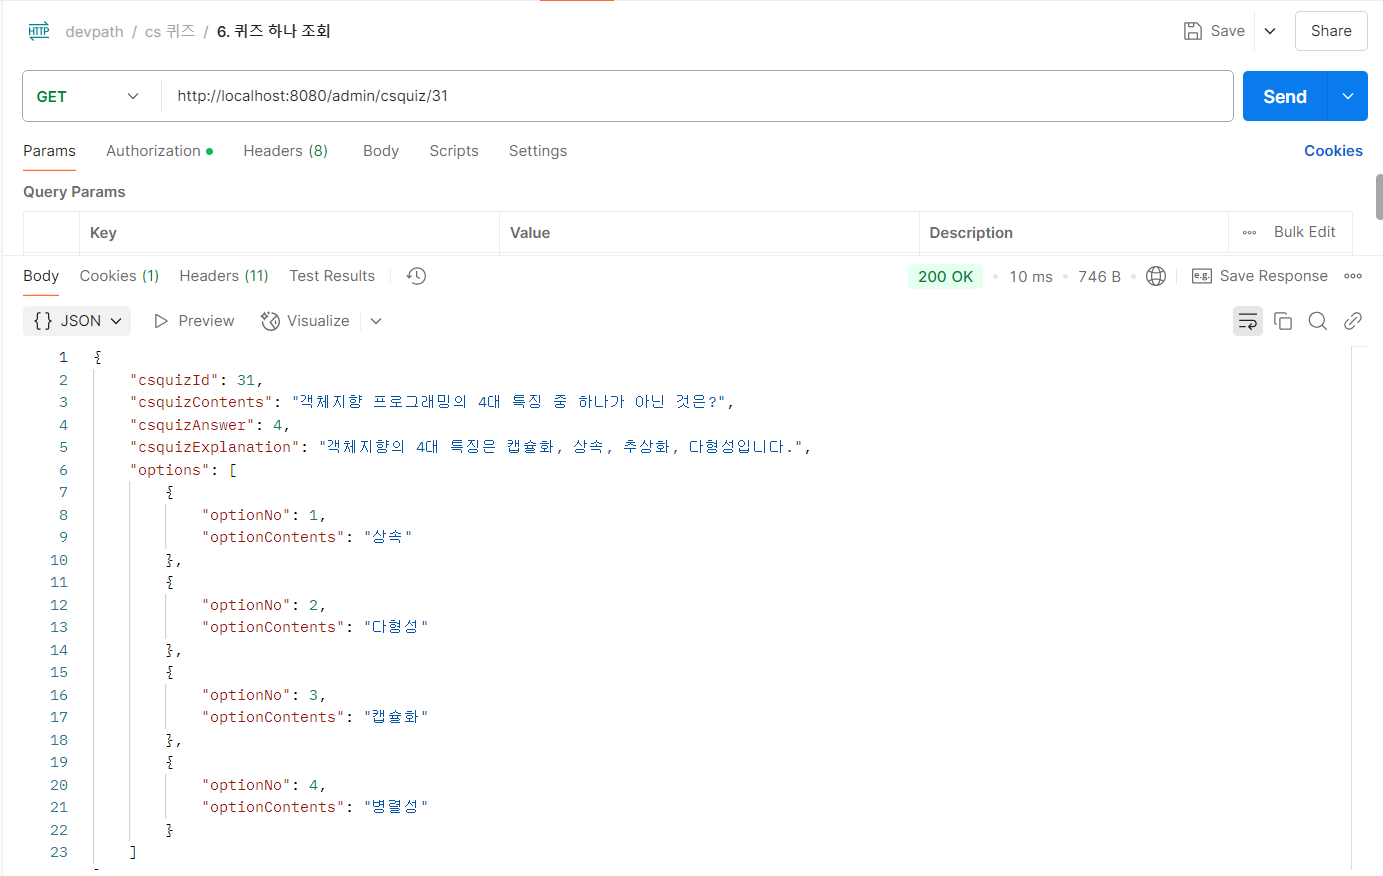 HTTP devpath / cs 퀴즈 / 6. 퀴즈 하나 조회 Save Share
GET http://localhost:8080/admin/csquiz/31 Send
Params Authorization Headers (8) Body Scripts Settings Cookies
Query Params
Key Value Description Bulk Edit
Body Cookies (1) Headers (11) Test Results 200 OK 10 ms 746 B e.g. Save Response
{} JSON Preview Visualize
1 {
2 "csquizId": 31,
3 "csquizContents": "객체지향 프로그래밍의 4대 특징 중 하나가 아닌 것은?",
4 "csquizAnswer": 4,
5 "csquizExplanation": "객체지향의 4대 특징은 캡슐화, 상속, 추상화, 다형성입니다.",
6 "options": [
7 {
8 "optionNo": 1,
9 "optionContents": "상속"
10 },
11 {
12 "optionNo": 2,
13 "optionContents": "다형성"
14 },
15 {
16 "optionNo": 3,
17 "optionContents": "캡슐화"
18 },
19 {
20 "optionNo": 4,
21 "optionContents": "병렬성"
22 }
23 ]